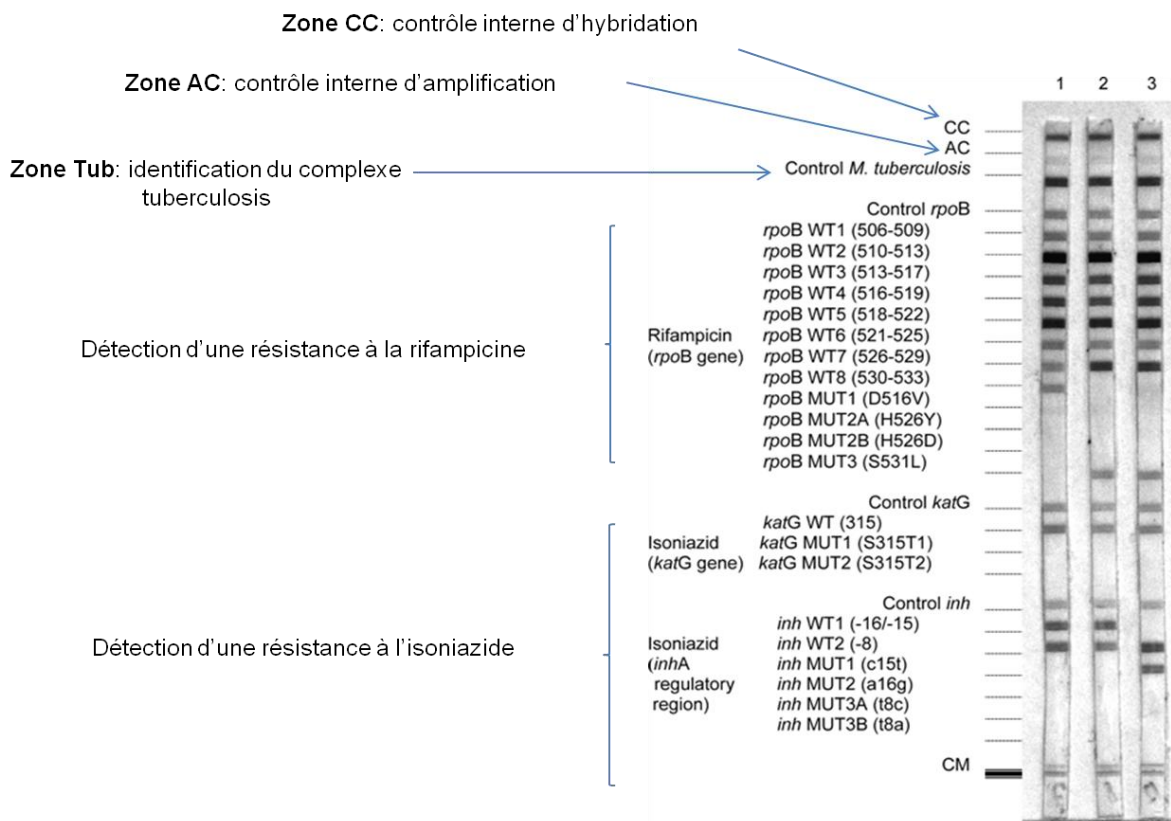 Zone CC: contrôle interne d'hybridation
Zone AC: contrôle interne d'amplification
1 2 3
CC
AC
Zone Tub: identification du complexe
tuberculosis
Control M. tuberculosis
Control rpoB
rpoB WT1 (506-509)
rpoB WT2 (510-513)
rpoB WT3 (513-517)
rpoB WT4 (516-519)
rpoB WT5 (518-522)
Détection d'une résistance à la rifampicine
Rifampicin
(rpoB gene)
rpoB WT6 (521-525)
rpoB WT7 (526-529)
rpoB WT8 (530-533)
rpoB MUT1 (D516V)
rpoB MUT2A (H526Y)
rpoB MUT2B (H526D)
rpoB MUT3 (S531L)
Control katG
katG WT (315)
Isoniazid
(katG gene)
katG MUT1 (S315T1)
katG MUT2 (S315T2)
Control inh
Détection d'une résistance à l'isoniazide
Isoniazid
(inhA
regulatory
region)
inh WT1 (-16/-15)
inh WT2 (-8)
inh MUT1 (c15t)
inh MUT2 (a16g)
inh MUT3A (t8c)
inh MUT3B (t8a)
CM